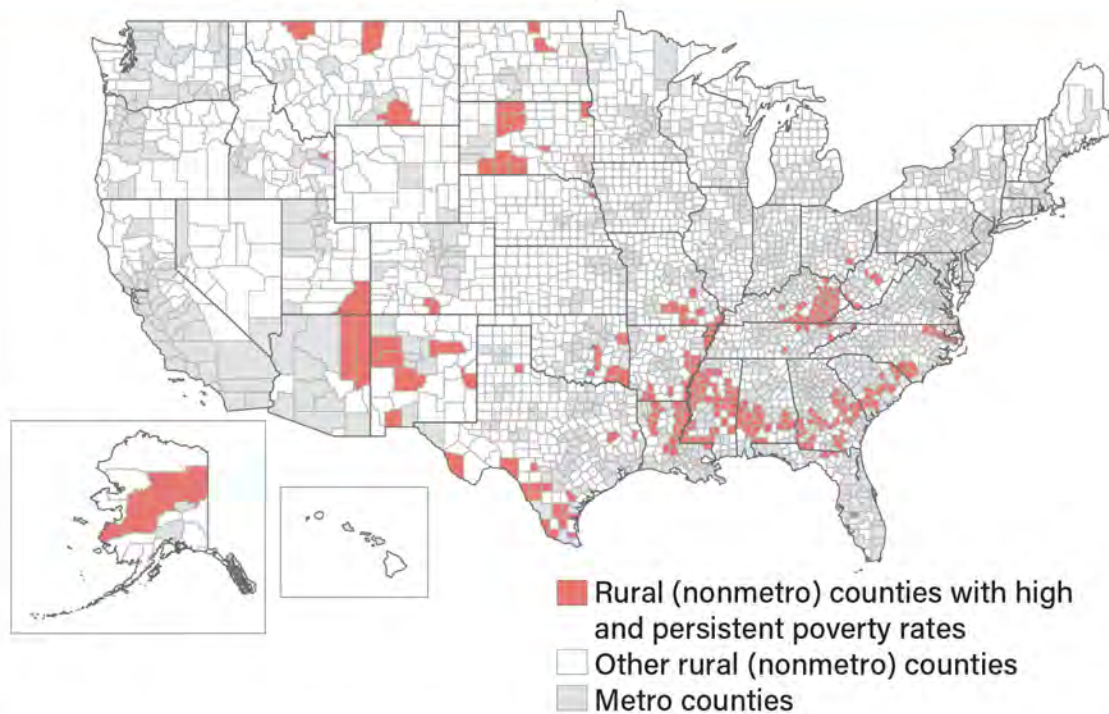 Rural (nonmetro) counties with high
and persistent poverty rates
Other rural (nonmetro) counties
Metro counties